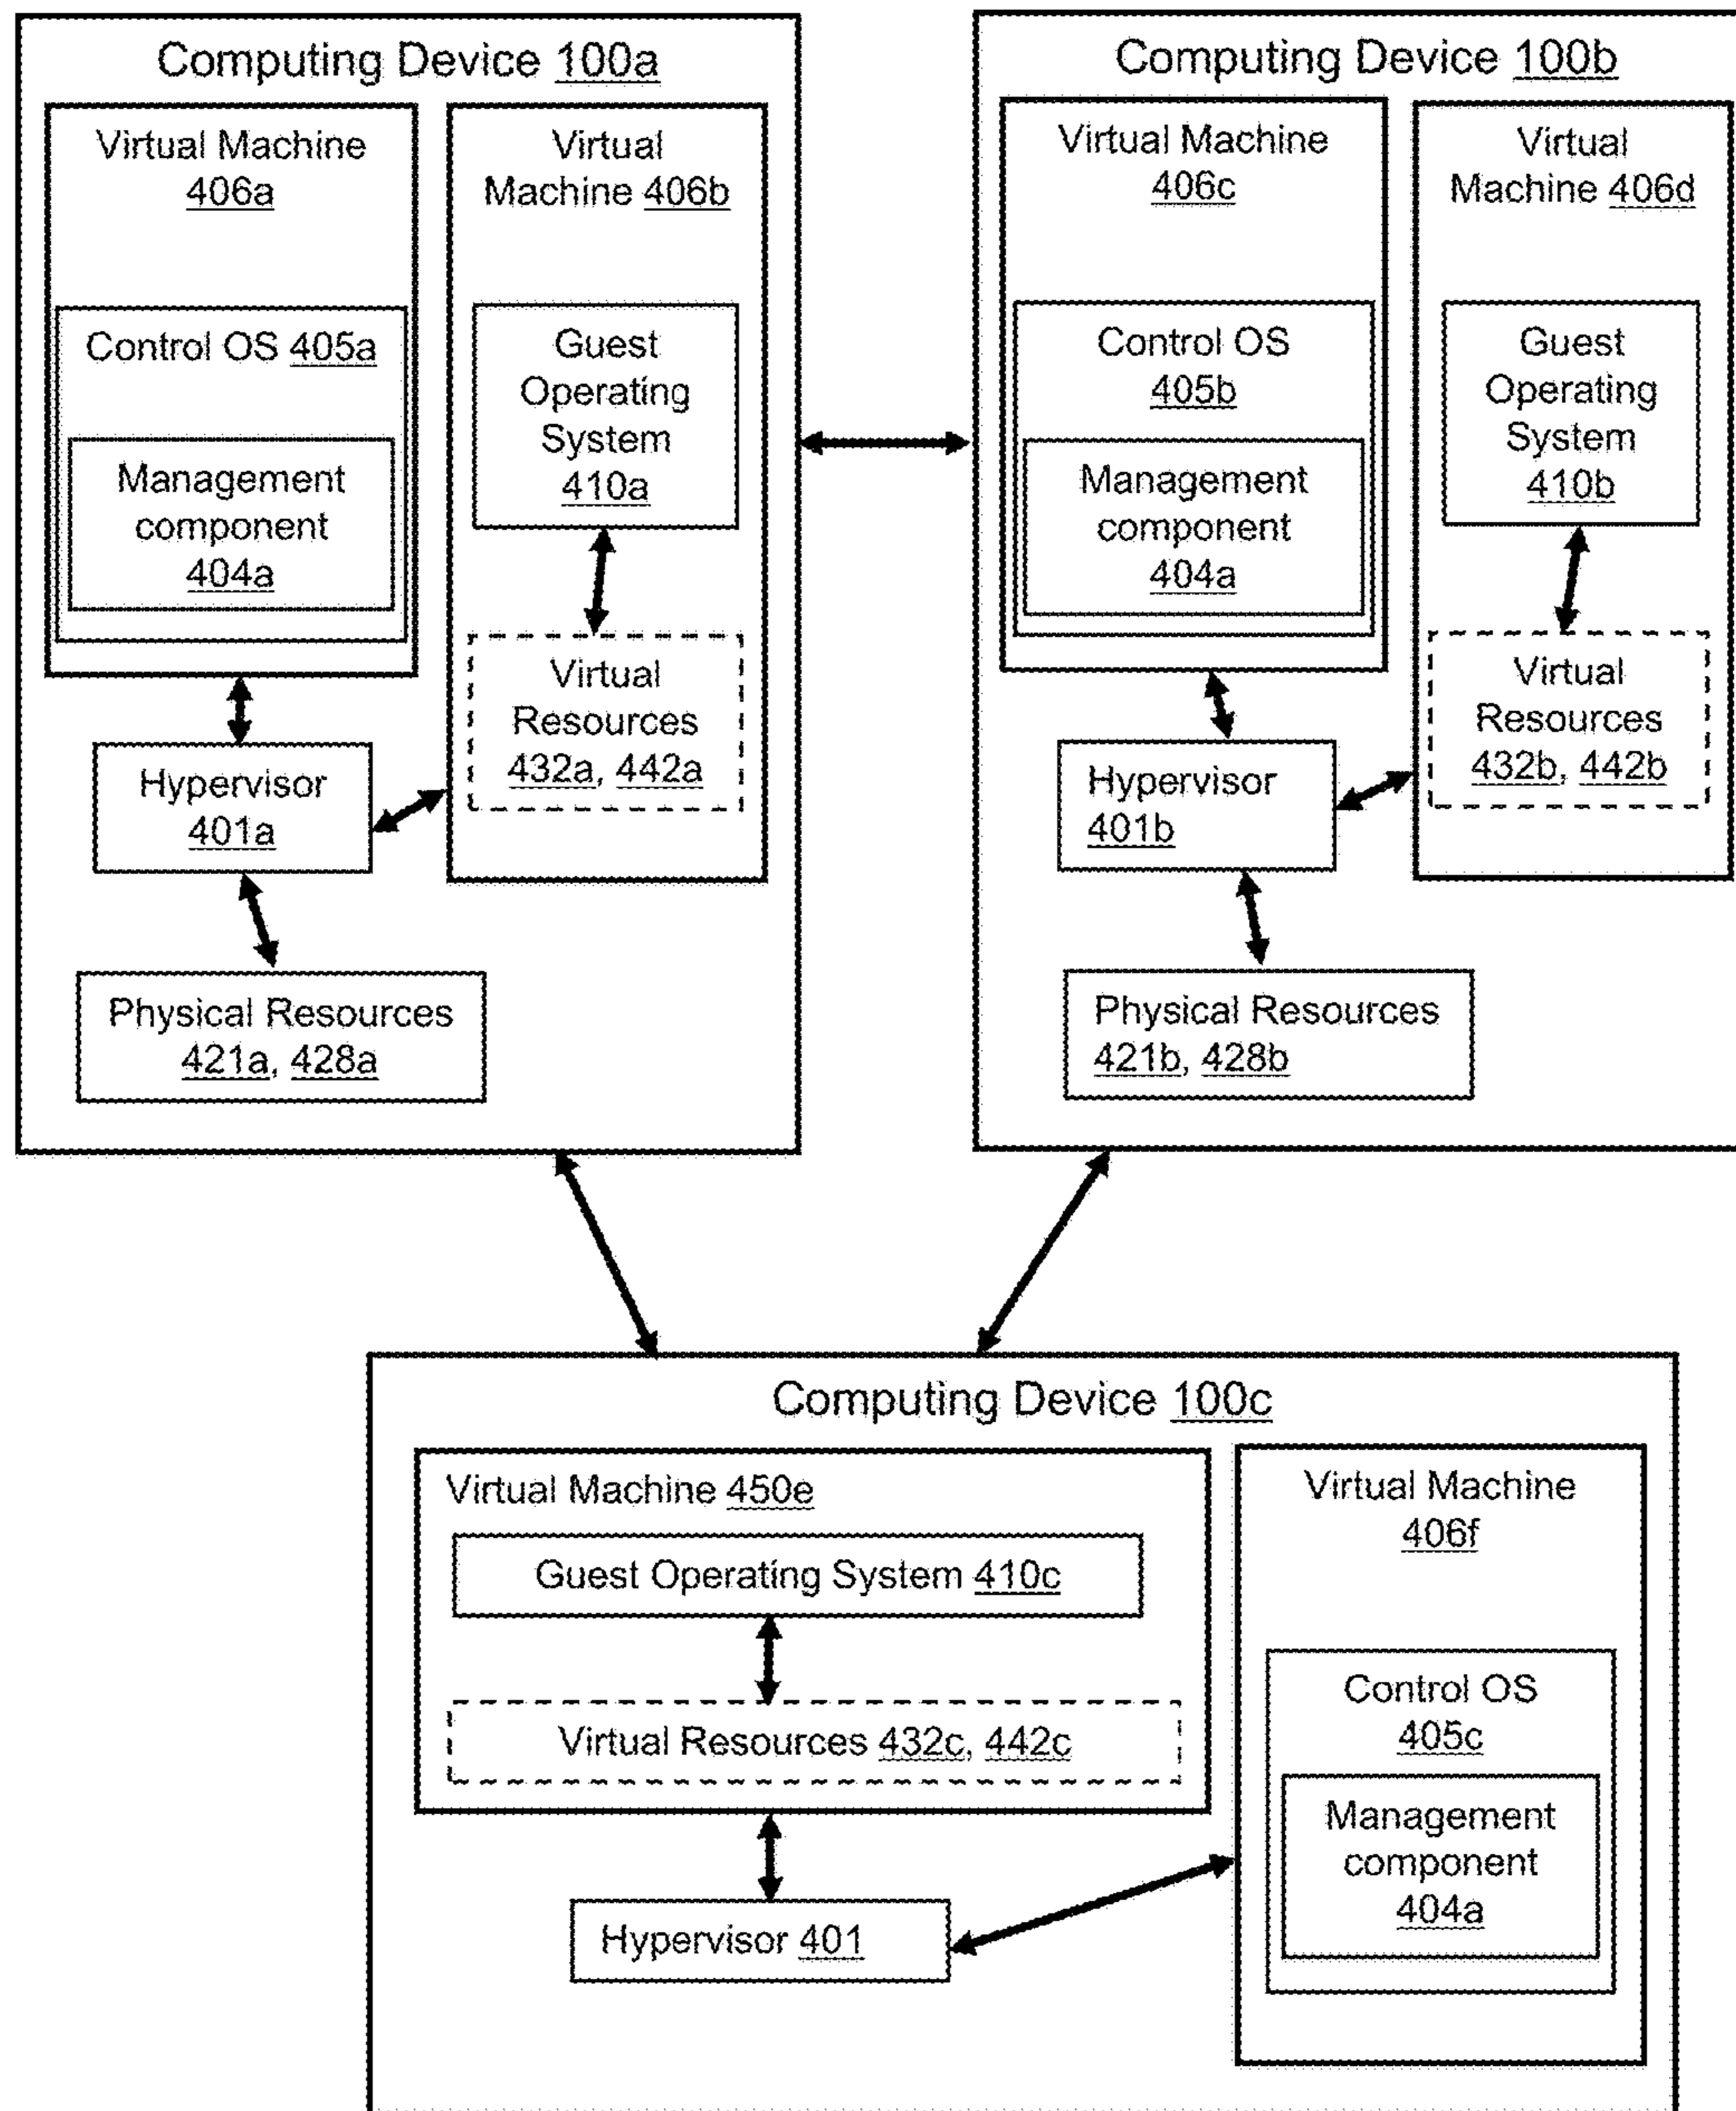 Computing Device 100a
Virtual Machine
406a
Control OS 405a
Management
component
404a
Virtual
Machine 406b
Guest
Operating
System
410a
Virtual
Resources
432a, 442a
Hypervisor
401a
Physical Resources
421a, 428a
Computing Device 100b
Virtual Machine
406c
Control OS
405b
Management
component
404a
Virtual
Machine 406d
Guest
Operating
System
410b
Virtual
Resources
432b, 442b
Hypervisor
401b
Physical Resources
421b, 428b
Computing Device 100c
Virtual Machine 450e
Guest Operating System 410c
Virtual Resources 432c, 442c
Hypervisor 401
Virtual Machine
406f
Control OS
405c
Management
component
404a